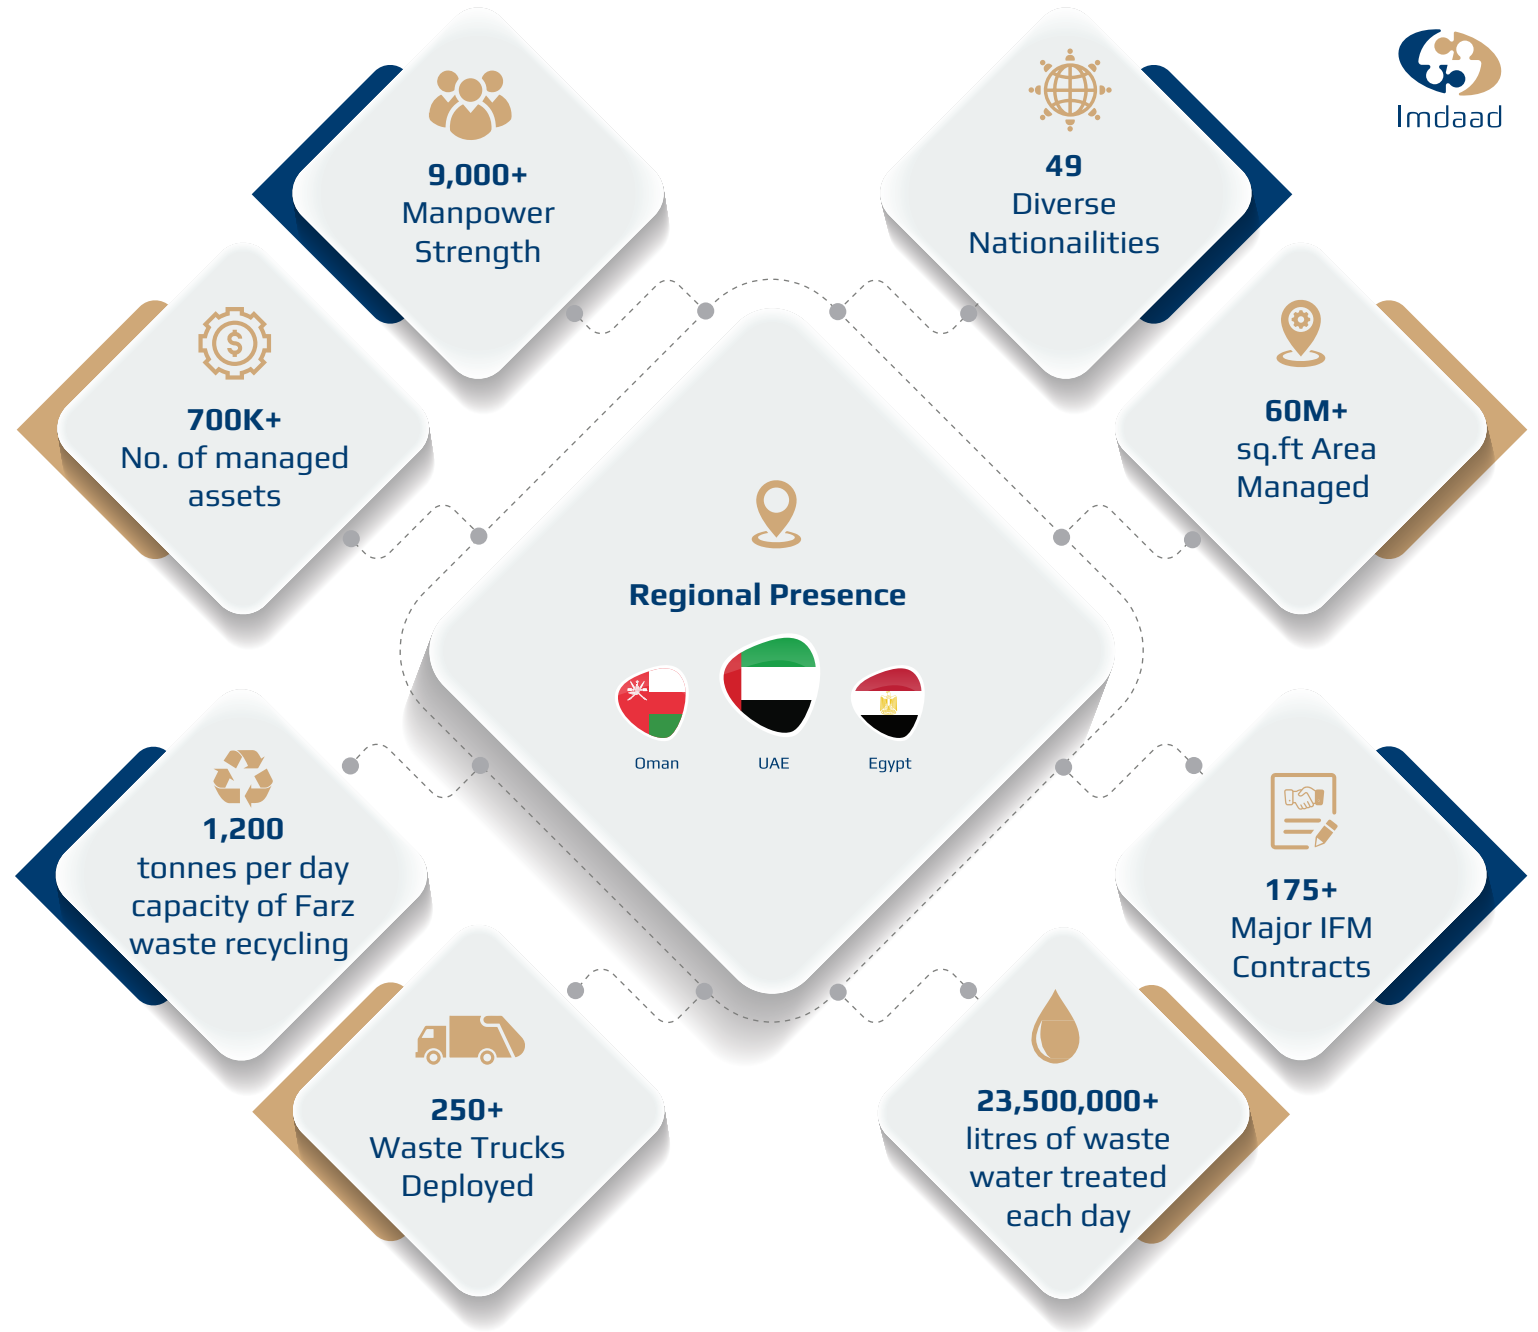 Imdaad
9,000+
Manpower
Strength
49
Diverse
Nationailities
700K+
No. of managed
assets
60M+
sq.ft Area
Managed
Regional Presence
Oman
UAE
Egypt
1,200
tonnes per day
capacity of Farz
waste recycling
175+
Major IFM
Contracts
250+
Waste Trucks
Deployed
23,500,000+
litres of waste
water treated
each day